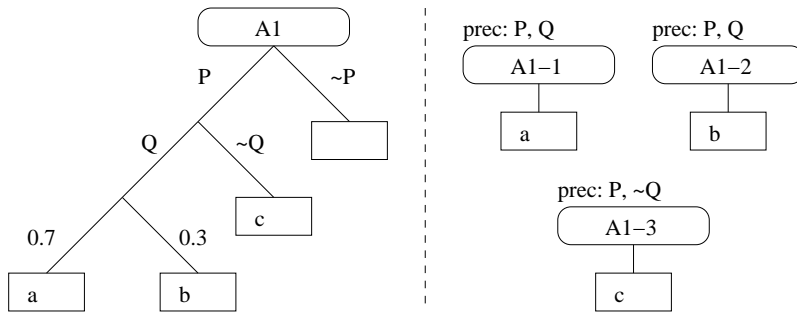 A1
P
~P
Q
~Q
c
0.7
0.3
a
b
prec: P, Q
A1−1
a
prec: P, Q
A1−2
b
prec: P, ~Q
A1−3
c